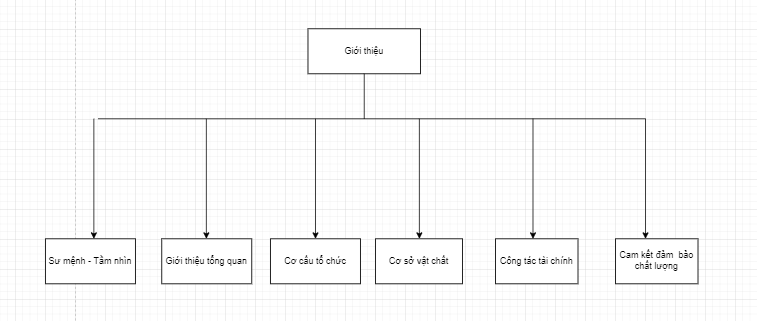 Giới thiệu
Sư mệnh - Tầm nhìn
Giới thiệu tổng quan
Cơ cấu tổ chức
Cơ sở vật chất
Công tác tài chính
Cam kết đảm bảo
chất lượng